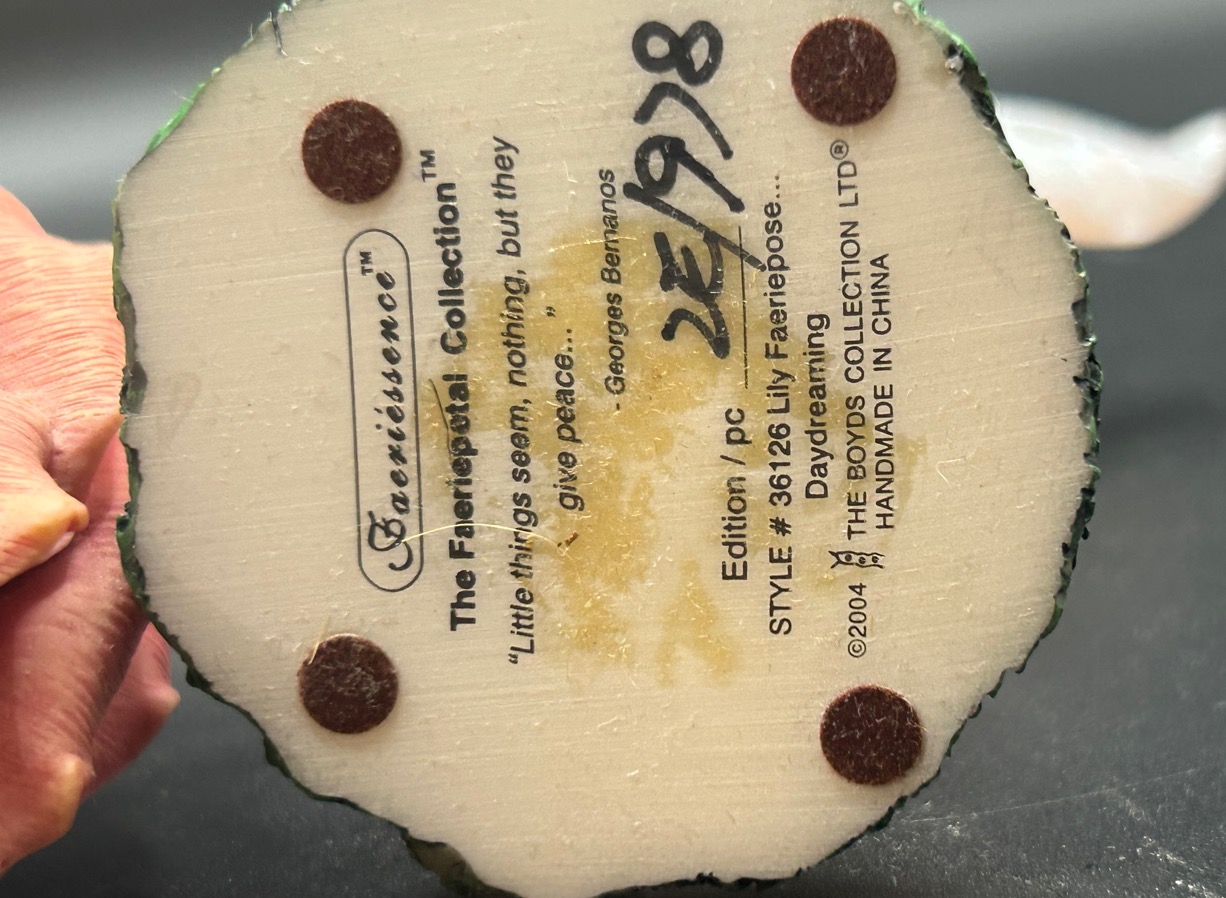 Faeriessence™
The Faeriepetal Collection™
“Little things seem, nothing, but they
give peace...”
- Georges Bernanos
Edition / pc 2E/978
STYLE # 36126 Lily Faeriepose...
Daydreaming
©2004 THE BOYDS COLLECTION LTD®
HANDMADE IN CHINA